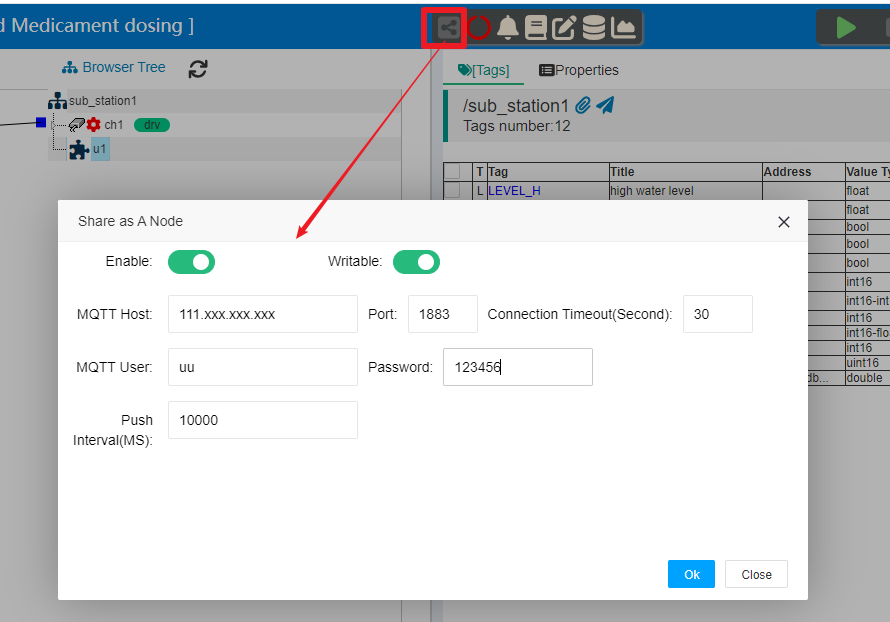 d Medicament dosing ]
Browser Tree
[Tags]
Properties
sub_station1
ch1 drv
u1
/sub_station1
Tags number:12
T Tag Title Address Value Ty
L LEVEL_H high water level float
float
bool
bool
bool
int16
int16-int
int16
int16-flo
int16
uint16
db... double
Share as A Node
Enable: Writable:
MQTT Host: 111.xxx.xxx.xxx Port: 1883 Connection Timeout(Second): 30
MQTT User: uu Password: 123456
Push
Interval(MS): 10000
Ok Close